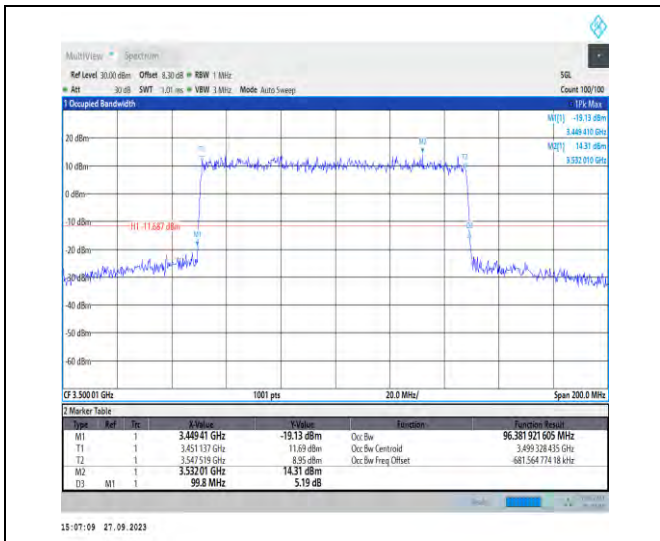 MultiView Spectrum
Ref Level 30.00 dBm Offset 8.30 dB RBW 1 MHz SGL
Att 30 dB SWT 1.01 ms VBW 3 MHz Mode Auto Sweep Count 100/100
1 Occupied Bandwidth 1Pk Max
M1[1] -19.13 dBm
3.449 410 GHz
M2[1] 14.31 dBm
3.532 010 GHz
20 dBm
M2
T1
T2
10 dBm
0 dBm
-10 dBm
H1 -11.687 dBm
D3
M1
-20 dBm
-30 dBm
-40 dBm
-50 dBm
-60 dBm
CF 3.500 01 GHz 1001 pts 20.0 MHz/ Span 200.0 MHz
2 Marker Table
Type Ref Trc X-Value Y-Value Function Function Result
M1 1 3.449 41 GHz -19.13 dBm Occ Bw 96.381 921 605 MHz
T1 1 3.451 137 GHz 11.69 dBm Occ Bw Centroid 3.499 328 435 GHz
T2 1 3.547 519 GHz 8.95 dBm Occ Bw Freq Offset -681.564 774 18 kHz
M2 1 3.532 01 GHz 14.31 dBm
D3 M1 1 99.8 MHz 5.19 dB
15:07:09 27.09.2023